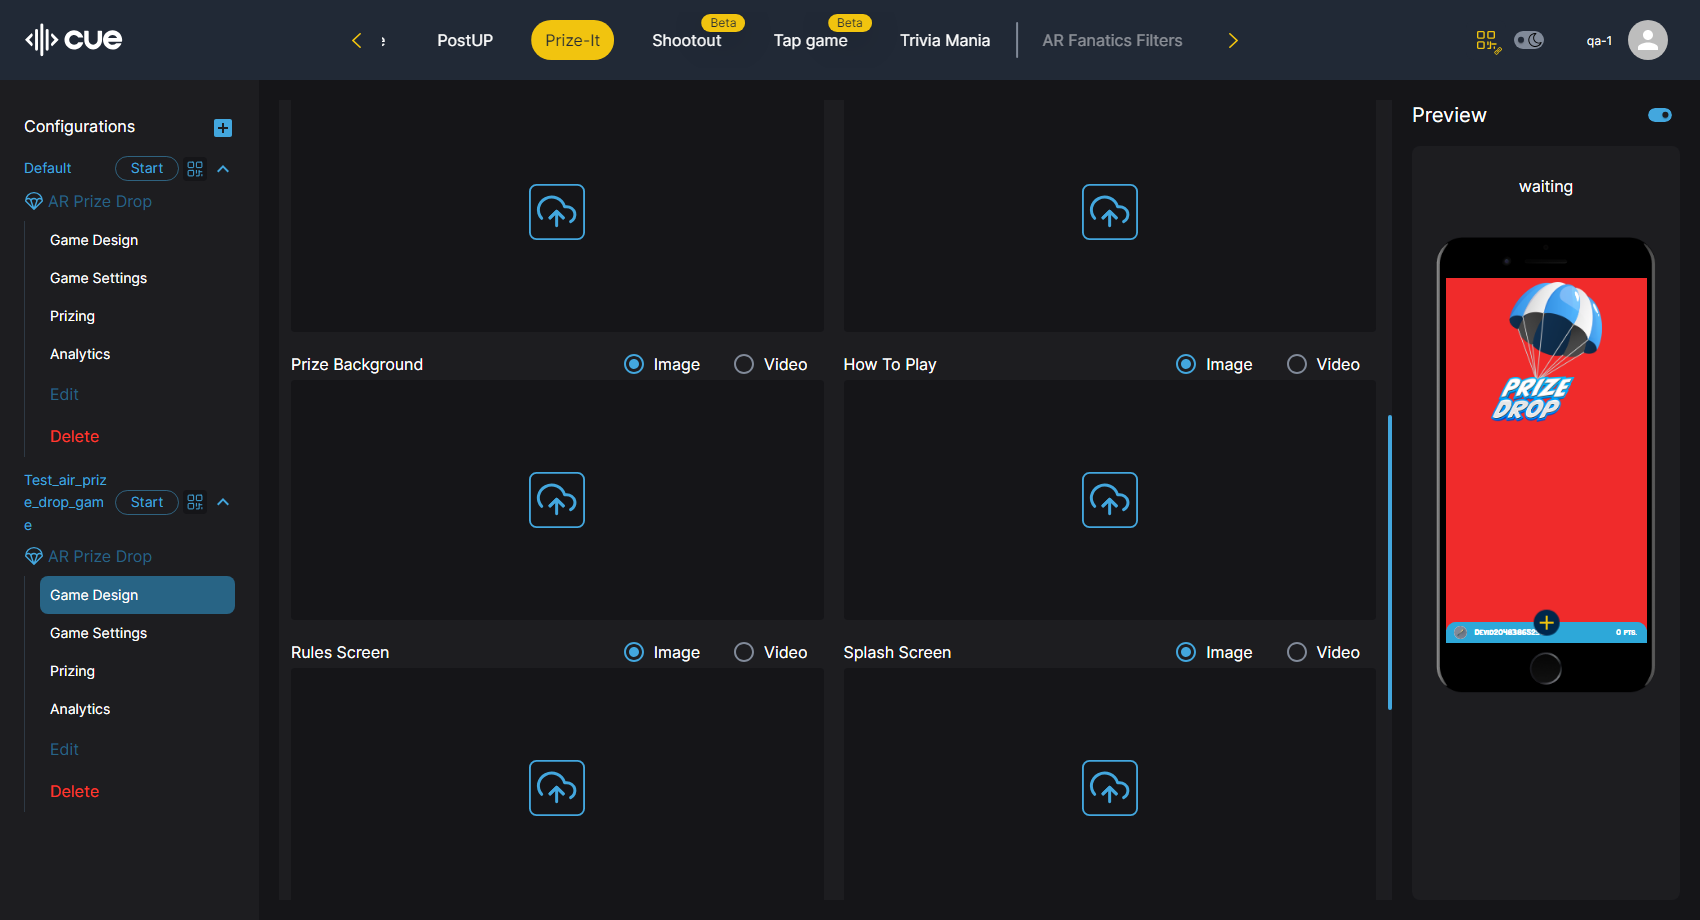 cue
PostUP
Prize-It
Shootout
Beta
Tap game
Beta
Trivia Mania
AR Fanatics Filters
qa-1
Configurations
Default
Start
AR Prize Drop
Game Design
Game Settings
Prizing
Analytics
Edit
Delete
Test_air_priz
e_drop_gam
e
Start
AR Prize Drop
Game Design
Game Settings
Prizing
Analytics
Edit
Delete
Prize Background
Image
Video
How To Play
Image
Video
Rules Screen
Image
Video
Splash Screen
Image
Video
Preview
waiting
PRIZE
DROP
0 PTS.